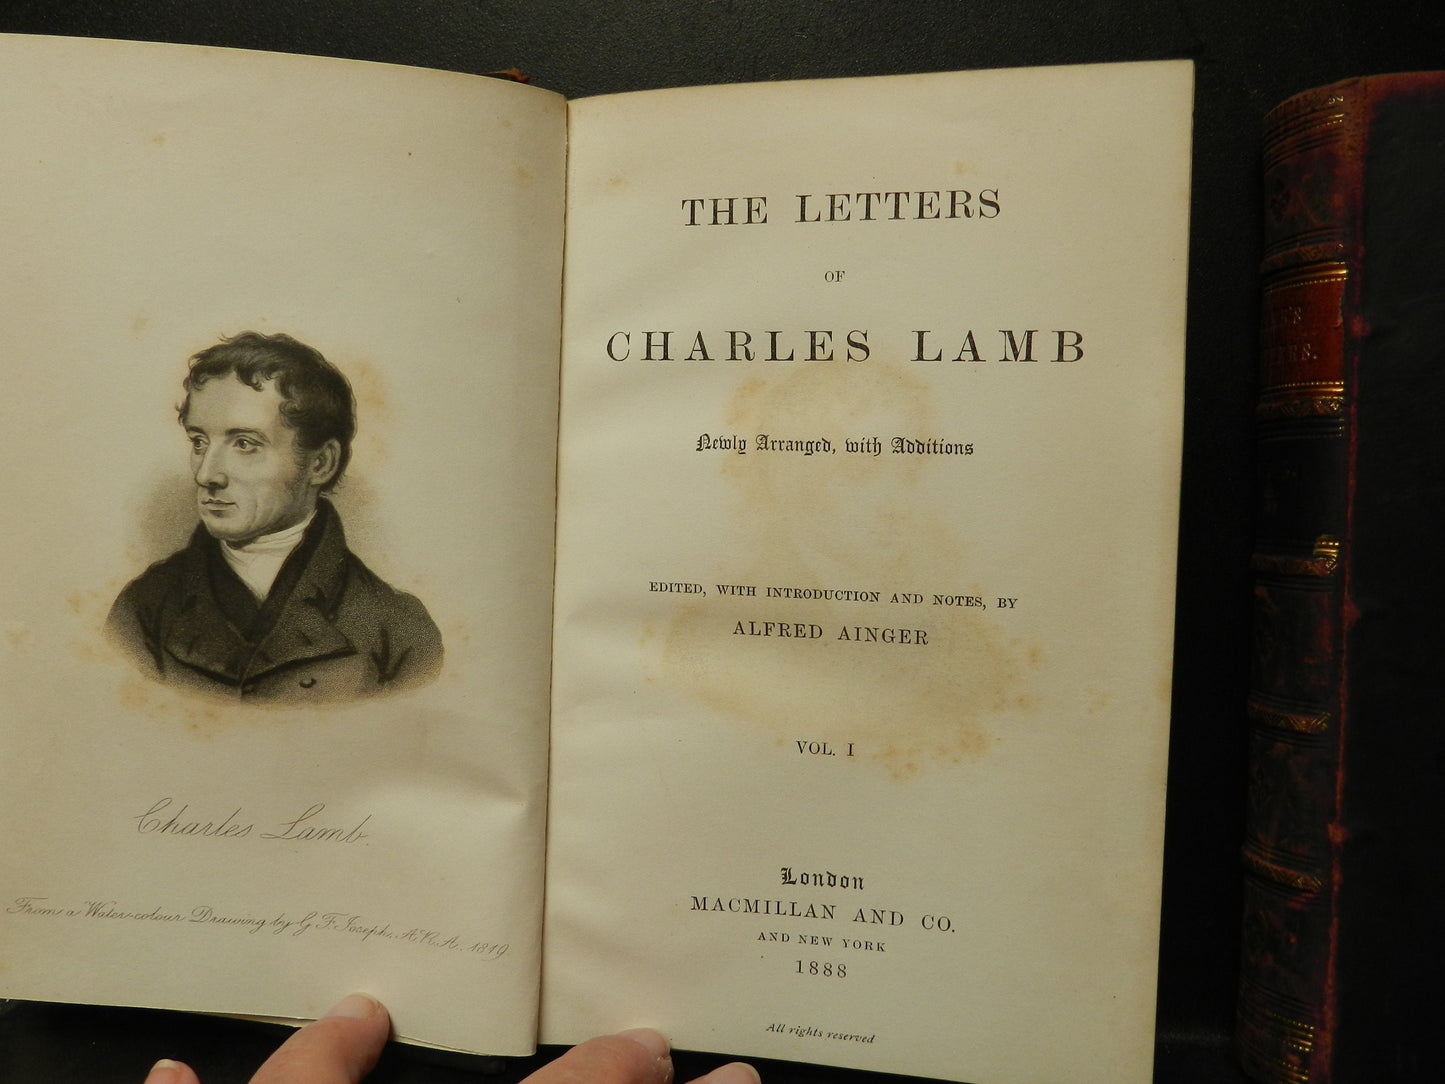 Charles Lamb.
From a Water-colour Drawing by G. F. Joseph, A.R.A. 1819.
THE LETTERS
OF
CHARLES LAMB
Newly Arranged, with Additions
EDITED, WITH INTRODUCTION AND NOTES, BY
ALFRED AINGER
VOL. I
London
MACMILLAN AND CO.
AND NEW YORK
1888
All rights reserved